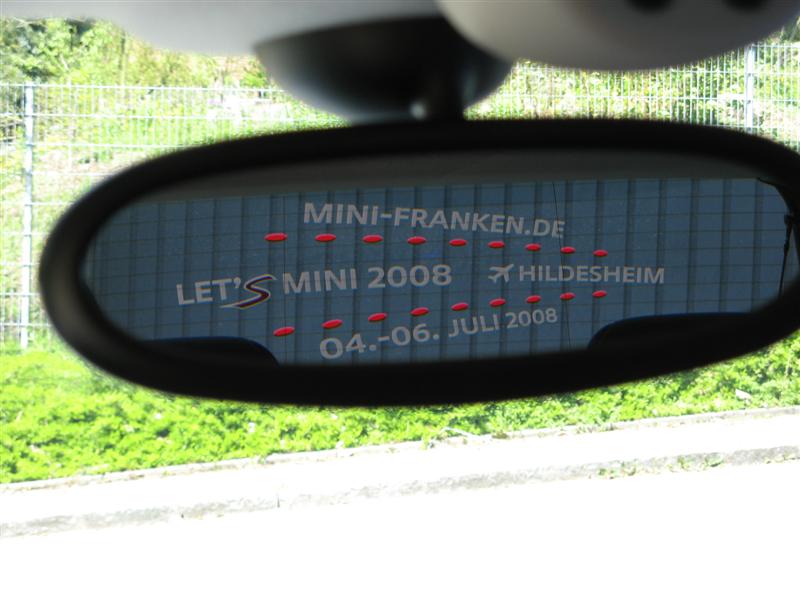 MINI-FRANKEN.DE
LET'S MINI 2008 HILDESHEIM
04.-06. JULI 2008